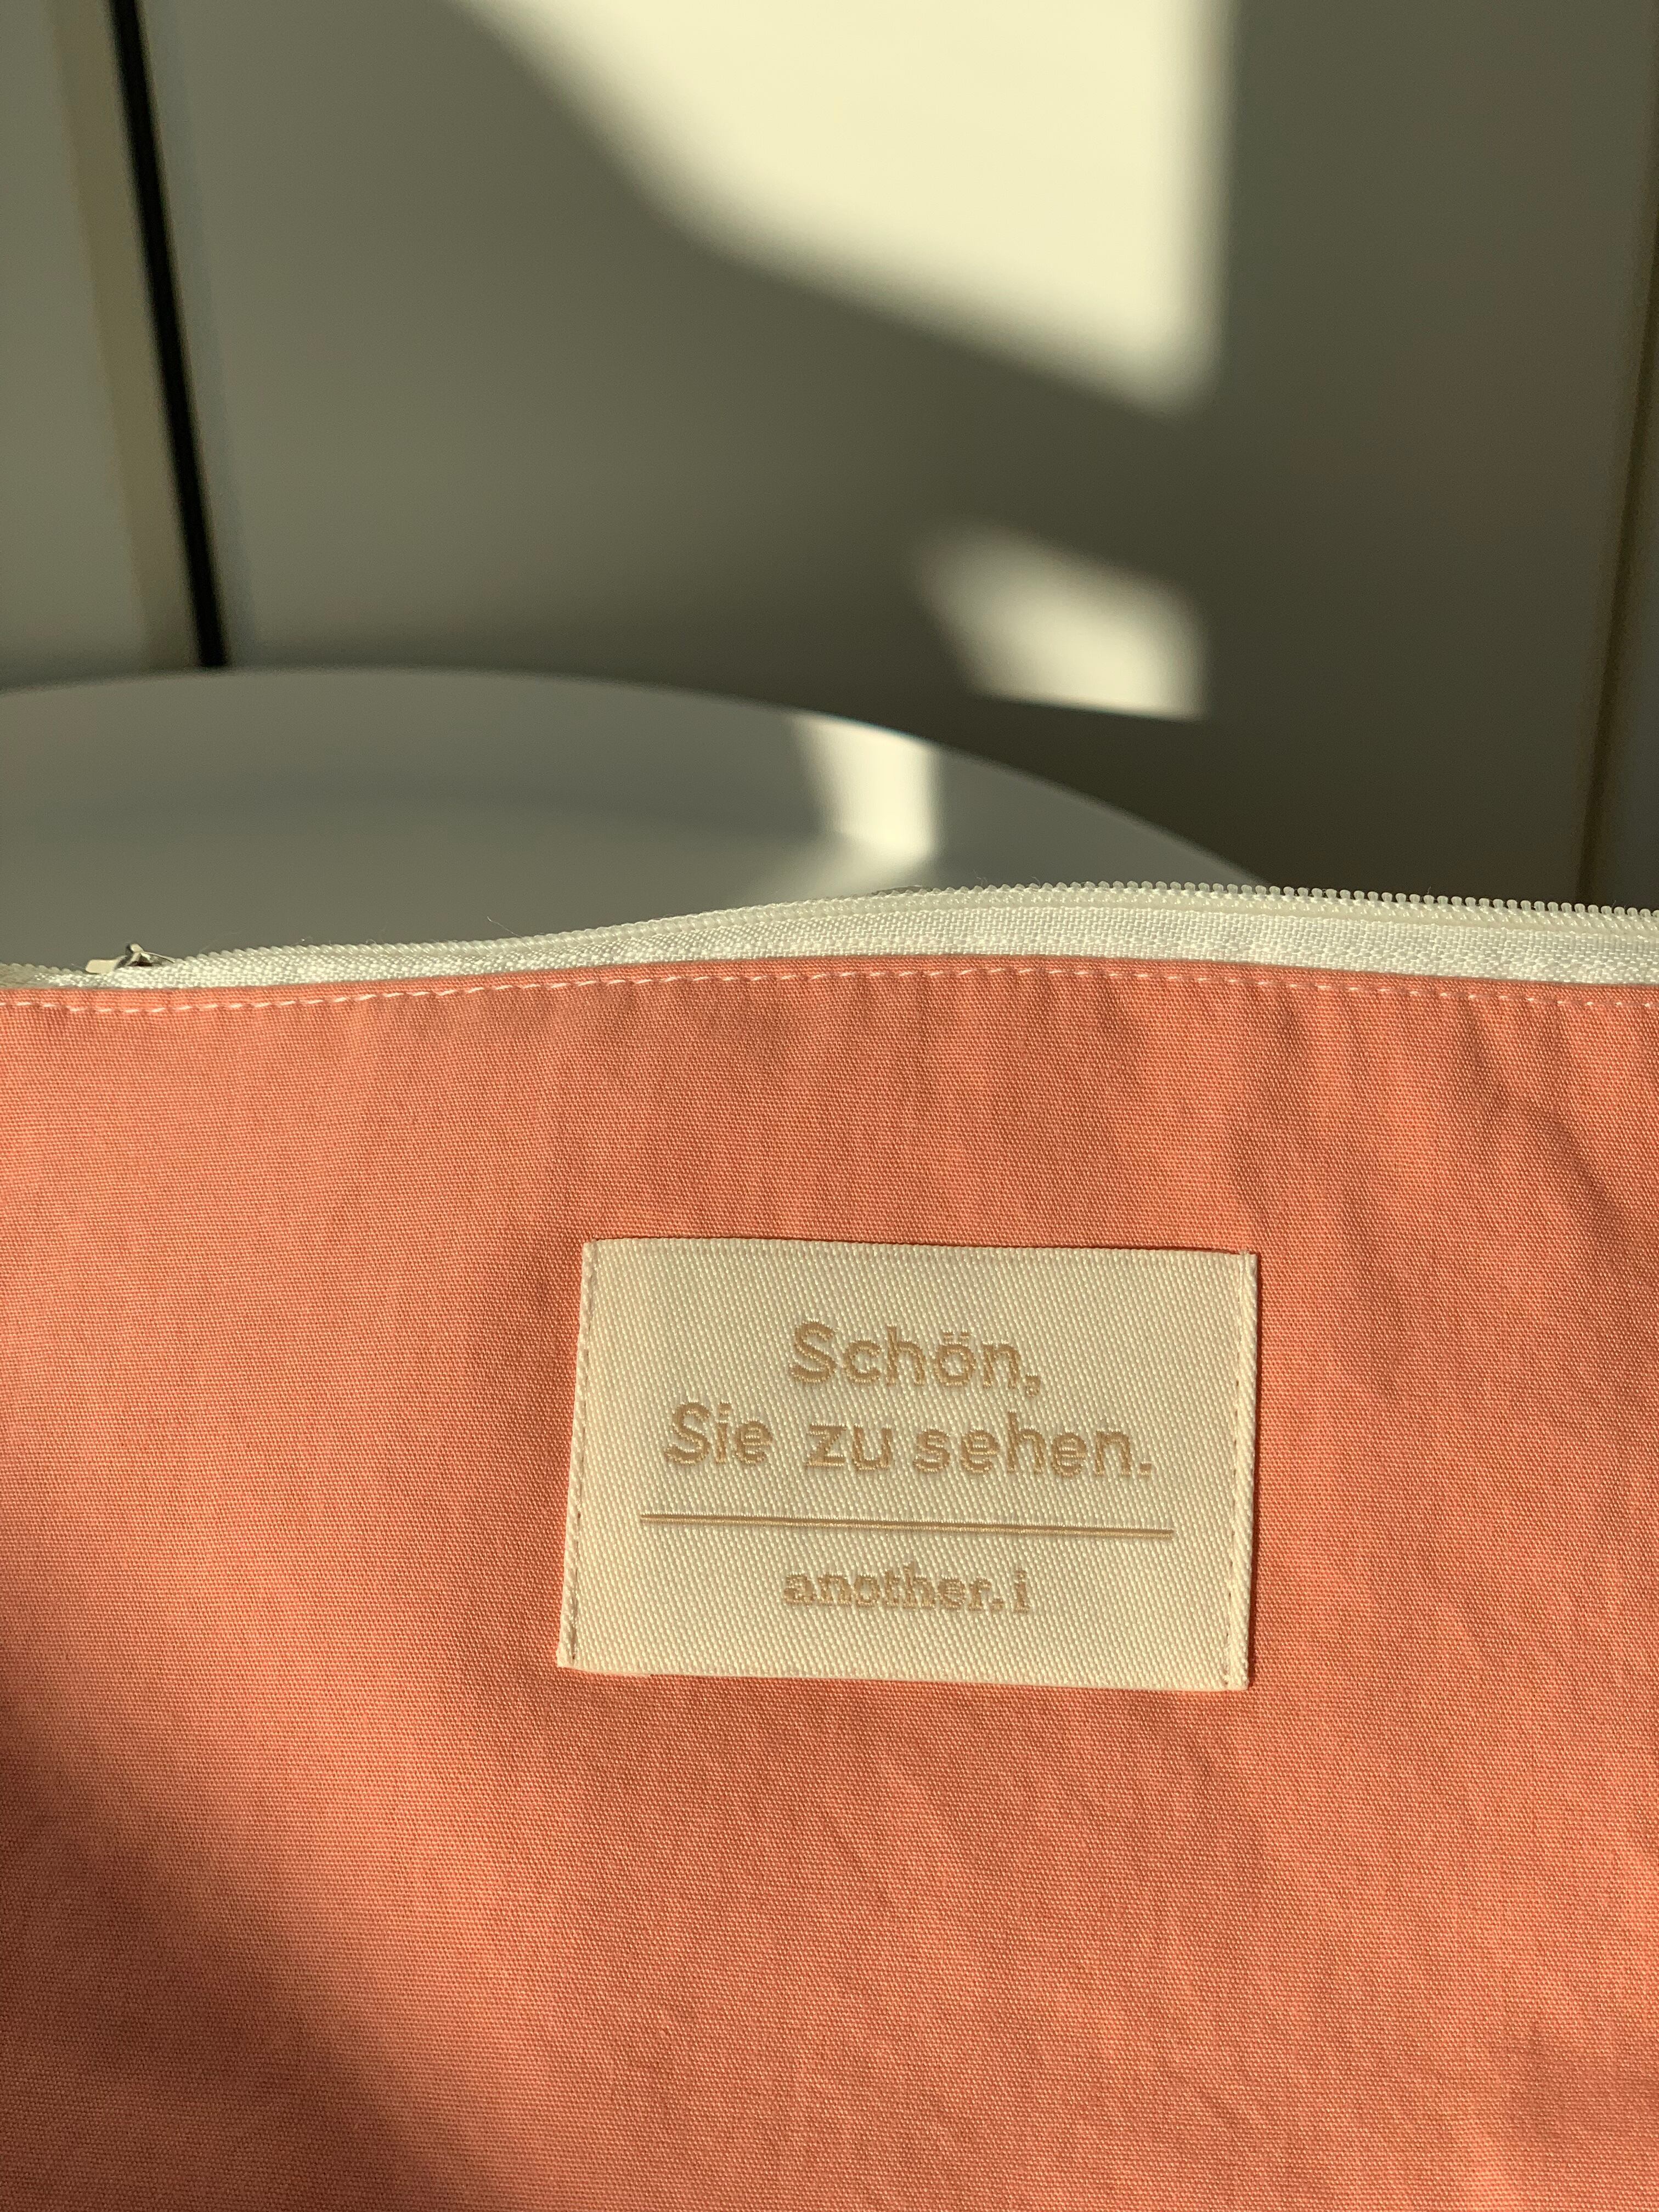 Schön,
Sie zu sehen.
another.i